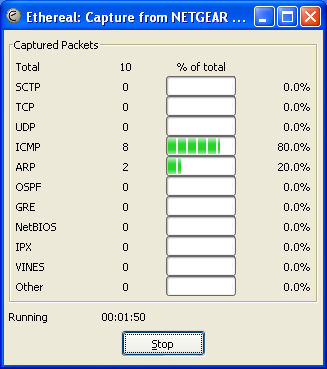 Ethereal: Capture from NETGEAR ...
Captured Packets
Total 10 % of total
SCTP 0 0.0%
TCP 0 0.0%
UDP 0 0.0%
ICMP 8 80.0%
ARP 2 20.0%
OSPF 0 0.0%
GRE 0 0.0%
NetBIOS 0 0.0%
IPX 0 0.0%
VINES 0 0.0%
Other 0 0.0%
Running 00:01:50
Stop